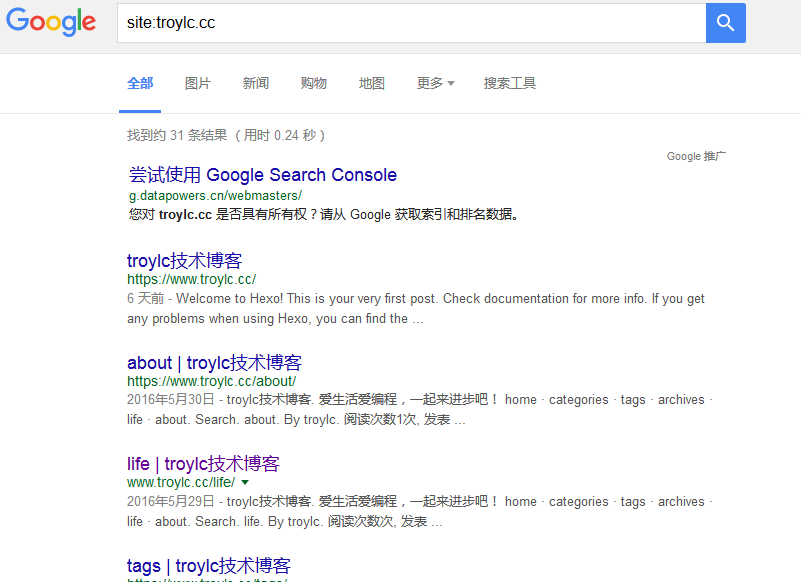 Google
site:troylc.cc
全部 图片 新闻 购物 地图 更多 搜索工具
找到约 31 条结果 （用时 0.24 秒）
Google 推广
尝试使用 Google Search Console
g.datapowers.cn/webmasters/
您对 troylc.cc 是否具有所有权？请从 Google 获取索引和排名数据。
troylc技术博客
https://www.troylc.cc/
6 天前 - Welcome to Hexo! This is your very first post. Check documentation for more info. If you get
any problems when using Hexo, you can find the ...
about | troylc技术博客
https://www.troylc.cc/about/
2016年5月30日 - troylc技术博客. 爱生活爱编程，一起来进步吧！ home · categories · tags · archives ·
life · about. Search. about. By troylc. 阅读次数1次, 发表 ...
life | troylc技术博客
www.troylc.cc/life/
2016年5月29日 - troylc技术博客. 爱生活爱编程，一起来进步吧！ home · categories · tags · archives ·
life · about. Search. life. By troylc. 阅读次数次, 发表 ...
tags | troylc技术博客
https://www.troylc.cc/tags/